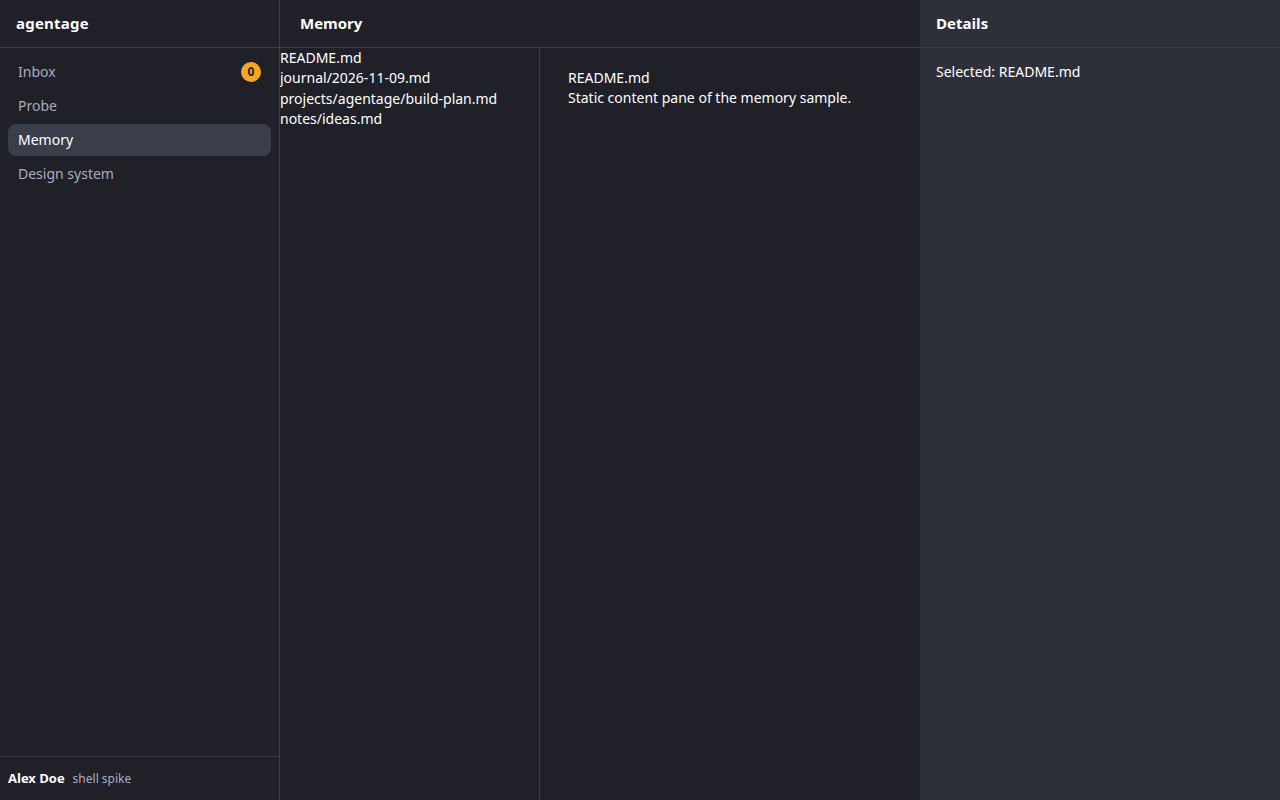 agentage
Inbox 0
Probe
Memory
Design system
Alex Doe shell spike
Memory
README.md
journal/2026-11-09.md
projects/agentage/build-plan.md
notes/ideas.md
README.md
Static content pane of the memory sample.
Details
Selected: README.md